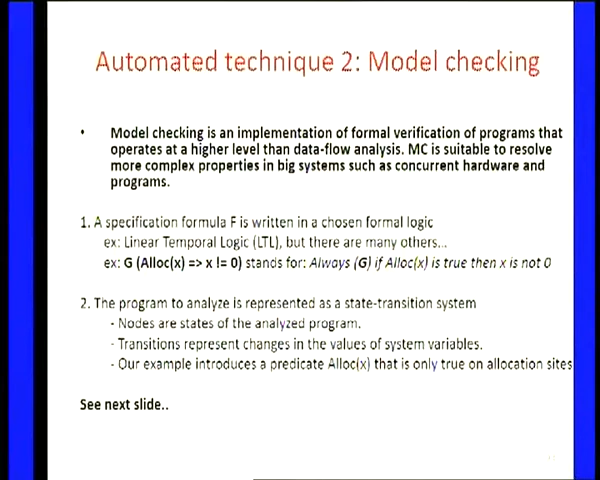 Automated technique 2: Model checking
• Model checking is an implementation of formal verification of programs that
operates at a higher level than data-flow analysis. MC is suitable to resolve
more complex properties in big systems such as concurrent hardware and
programs.
1. A specification formula F is written in a chosen formal logic
ex: Linear Temporal Logic (LTL), but there are many others...
ex: G (Alloc(x) => x != 0) stands for: Always (G) if Alloc(x) is true then x is not 0
2. The program to analyze is represented as a state-transition system
- Nodes are states of the analyzed program.
- Transitions represent changes in the values of system variables.
- Our example introduces a predicate Alloc(x) that is only true on allocation sites
See next slide..